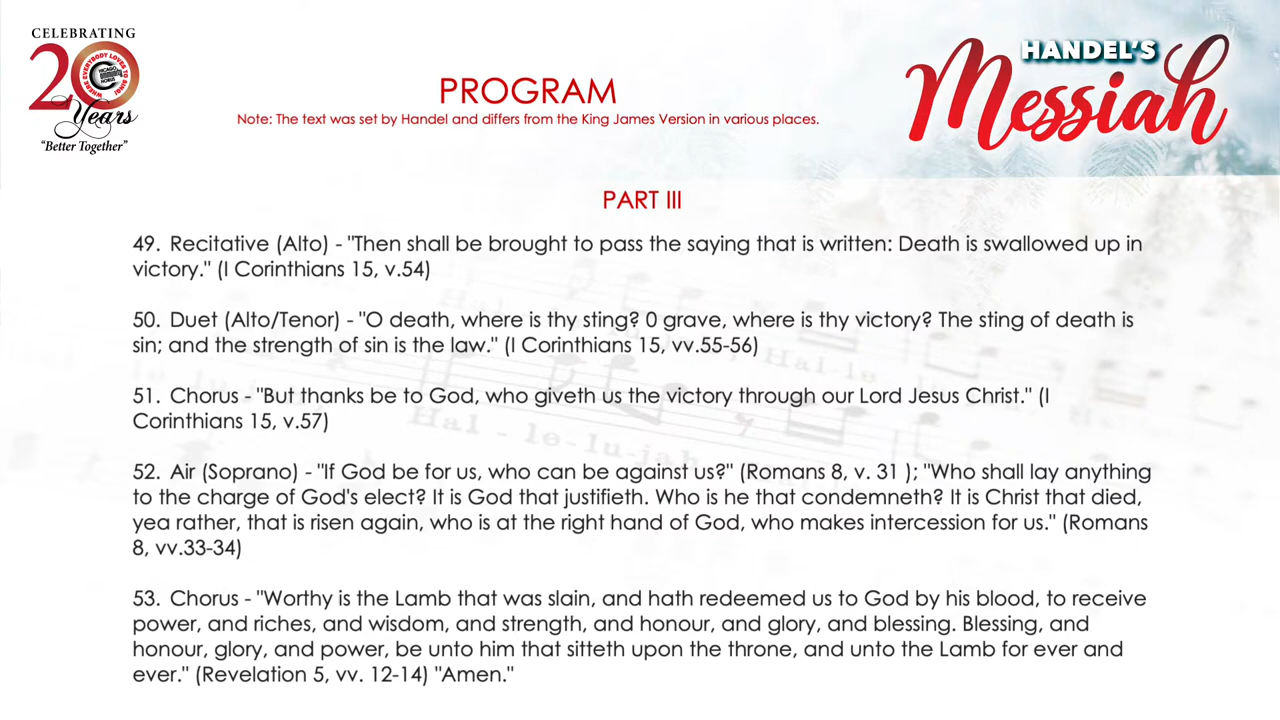 CELEBRATING
20
WHERE EVERYBODY LOVES TO SING!
CHICAGO
Years
"Better Together"
PROGRAM
Note: The text was set by Handel and differs from the King James Version in various places.
HANDEL'S
Messiah
PART III
49. Recitative (Alto) - "Then shall be brought to pass the saying that is written: Death is swallowed up in
victory." (I Corinthians 15, v.54)
50. Duet (Alto/Tenor) - "O death, where is thy sting? 0 grave, where is thy victory? The sting of death is
sin; and the strength of sin is the law." (I Corinthians 15, vv.55-56)
51. Chorus - "But thanks be to God, who giveth us the victory through our Lord Jesus Christ." (I
Corinthians 15, v.57)
52. Air (Soprano) - "If God be for us, who can be against us?" (Romans 8, v. 31 ); "Who shall lay anything
to the charge of God's elect? It is God that justifieth. Who is he that condemneth? It is Christ that died,
yea rather, that is risen again, who is at the right hand of God, who makes intercession for us." (Romans
8, vv.33-34)
53. Chorus - "Worthy is the Lamb that was slain, and hath redeemed us to God by his blood, to receive
power, and riches, and wisdom, and strength, and honour, and glory, and blessing. Blessing, and
honour, glory, and power, be unto him that sitteth upon the throne, and unto the Lamb for ever and
ever." (Revelation 5, vv. 12-14) "Amen."
Hal - le
Hal - le - lu - jah